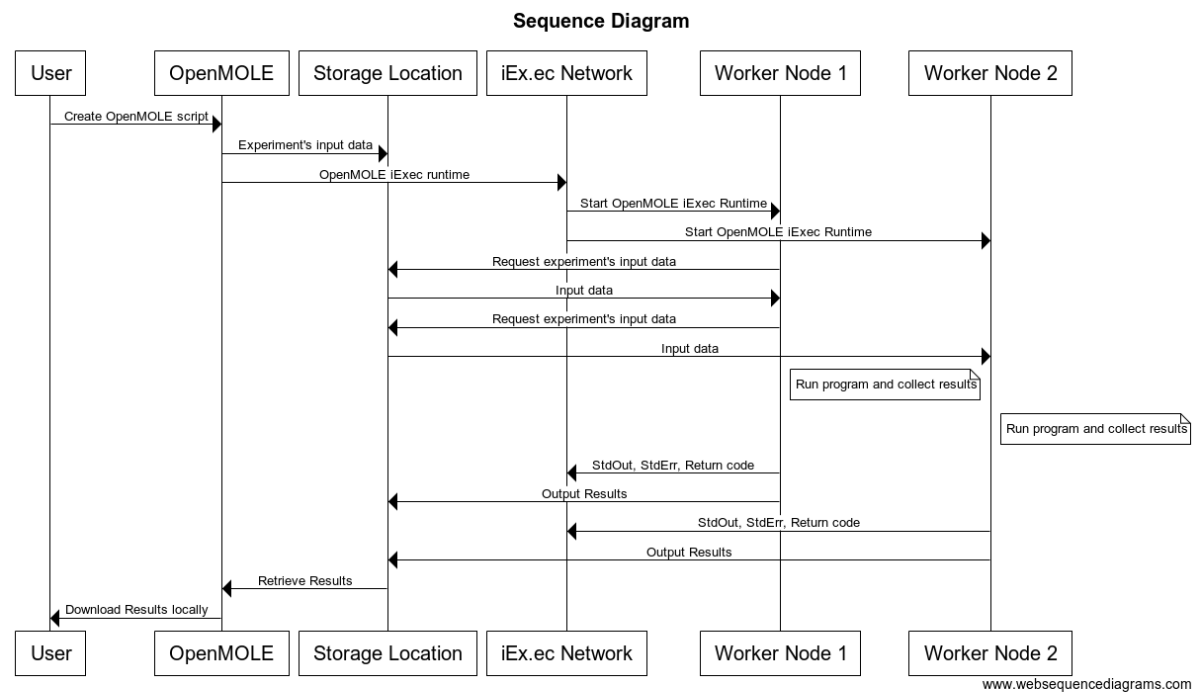 Sequence Diagram
User
OpenMOLE
Storage Location
iEx.ec Network
Worker Node 1
Worker Node 2
Create OpenMOLE script
Experiment's input data
OpenMOLE iExec runtime
Start OpenMOLE iExec Runtime
Start OpenMOLE iExec Runtime
Request experiment's input data
Input data
Request experiment's input data
Input data
Run program and collect results
Run program and collect results
StdOut, StdErr, Return code
Output Results
StdOut, StdErr, Return code
Output Results
Retrieve Results
Download Results locally
User
OpenMOLE
Storage Location
iEx.ec Network
Worker Node 1
Worker Node 2
www.websequencediagrams.com